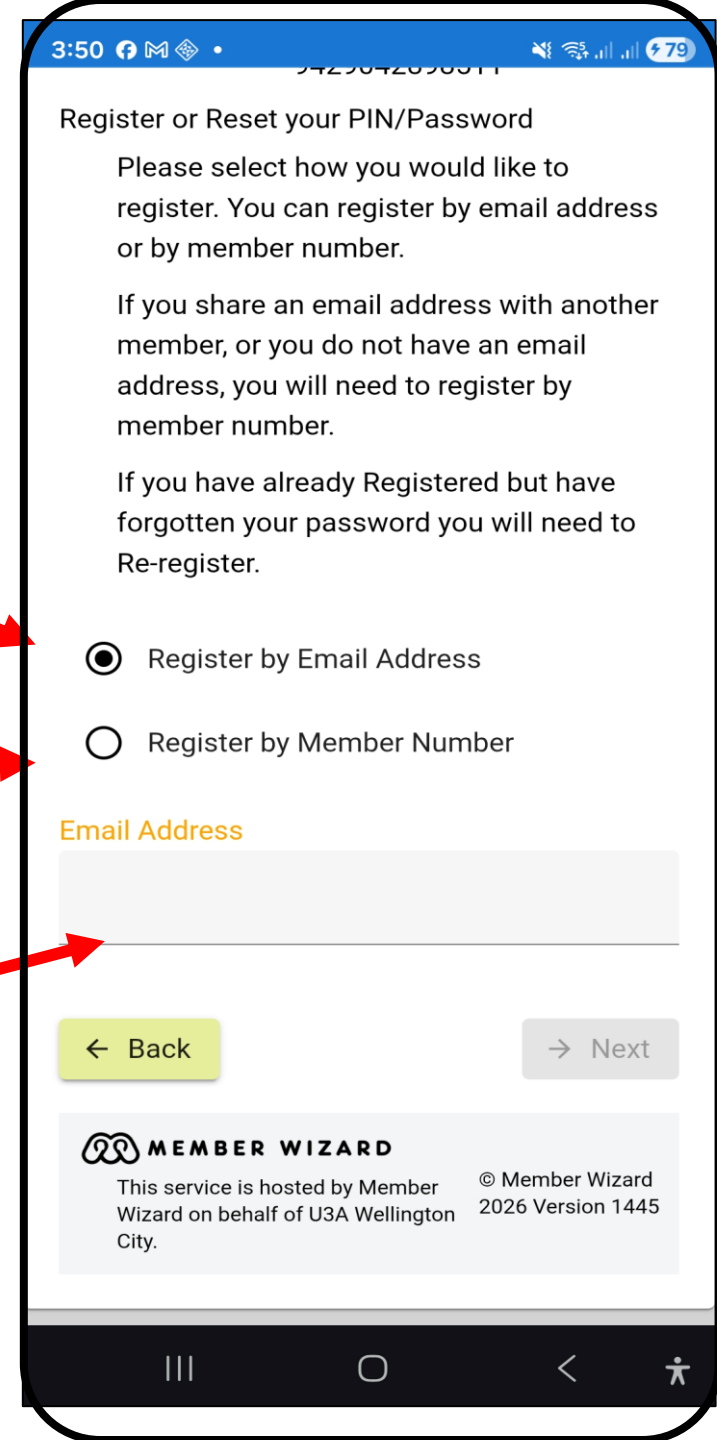 3:50
79
Register or Reset your PIN/Password
Please select how you would like to
register. You can register by email address
or by member number.
If you share an email address with another
member, or you do not have an email
address, you will need to register by
member number.
If you have already Registered but have
forgotten your password you will need to
Re-register.
Register by Email Address
Register by Member Number
Email Address
← Back
→ Next
MEMBER WIZARD
This service is hosted by Member
Wizard on behalf of U3A Wellington
City.
© Member Wizard
2026 Version 1445